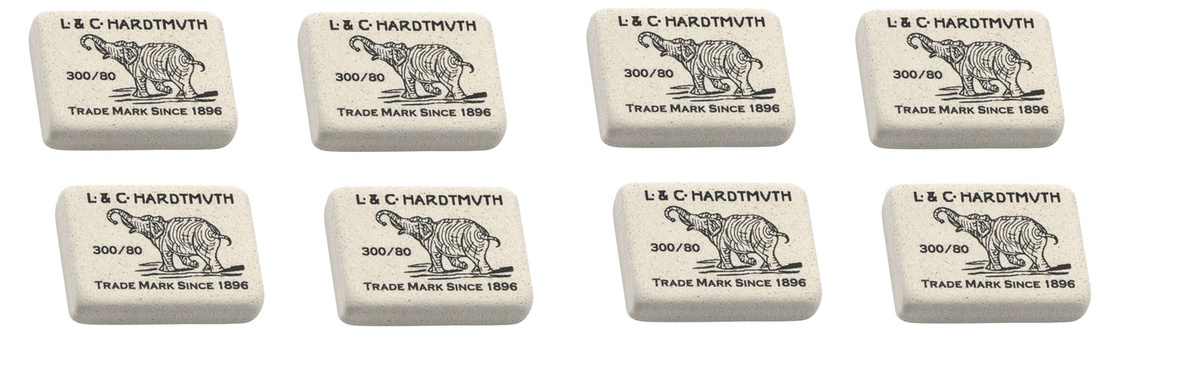 L. & C. HARDTMVTH
300/80
TRADE MARK SINCE 1896
L. & C. HARDTMVTH
300/80
TRADE MARK SINCE 1896
L. & C. HARDTMVTH
300/80
TRADE MARK SINCE 1896
L. & C. HARDTMVTH
300/80
TRADE MARK SINCE 1896
L. & C. HARDTMVTH
300/80
TRADE MARK SINCE 1896
L. & C. HARDTMVTH
300/80
TRADE MARK SINCE 1896
L. & C. HARDTMVTH
300/80
TRADE MARK SINCE 1896
L. & C. HARDTMVTH
300/80
TRADE MARK SINCE 1896